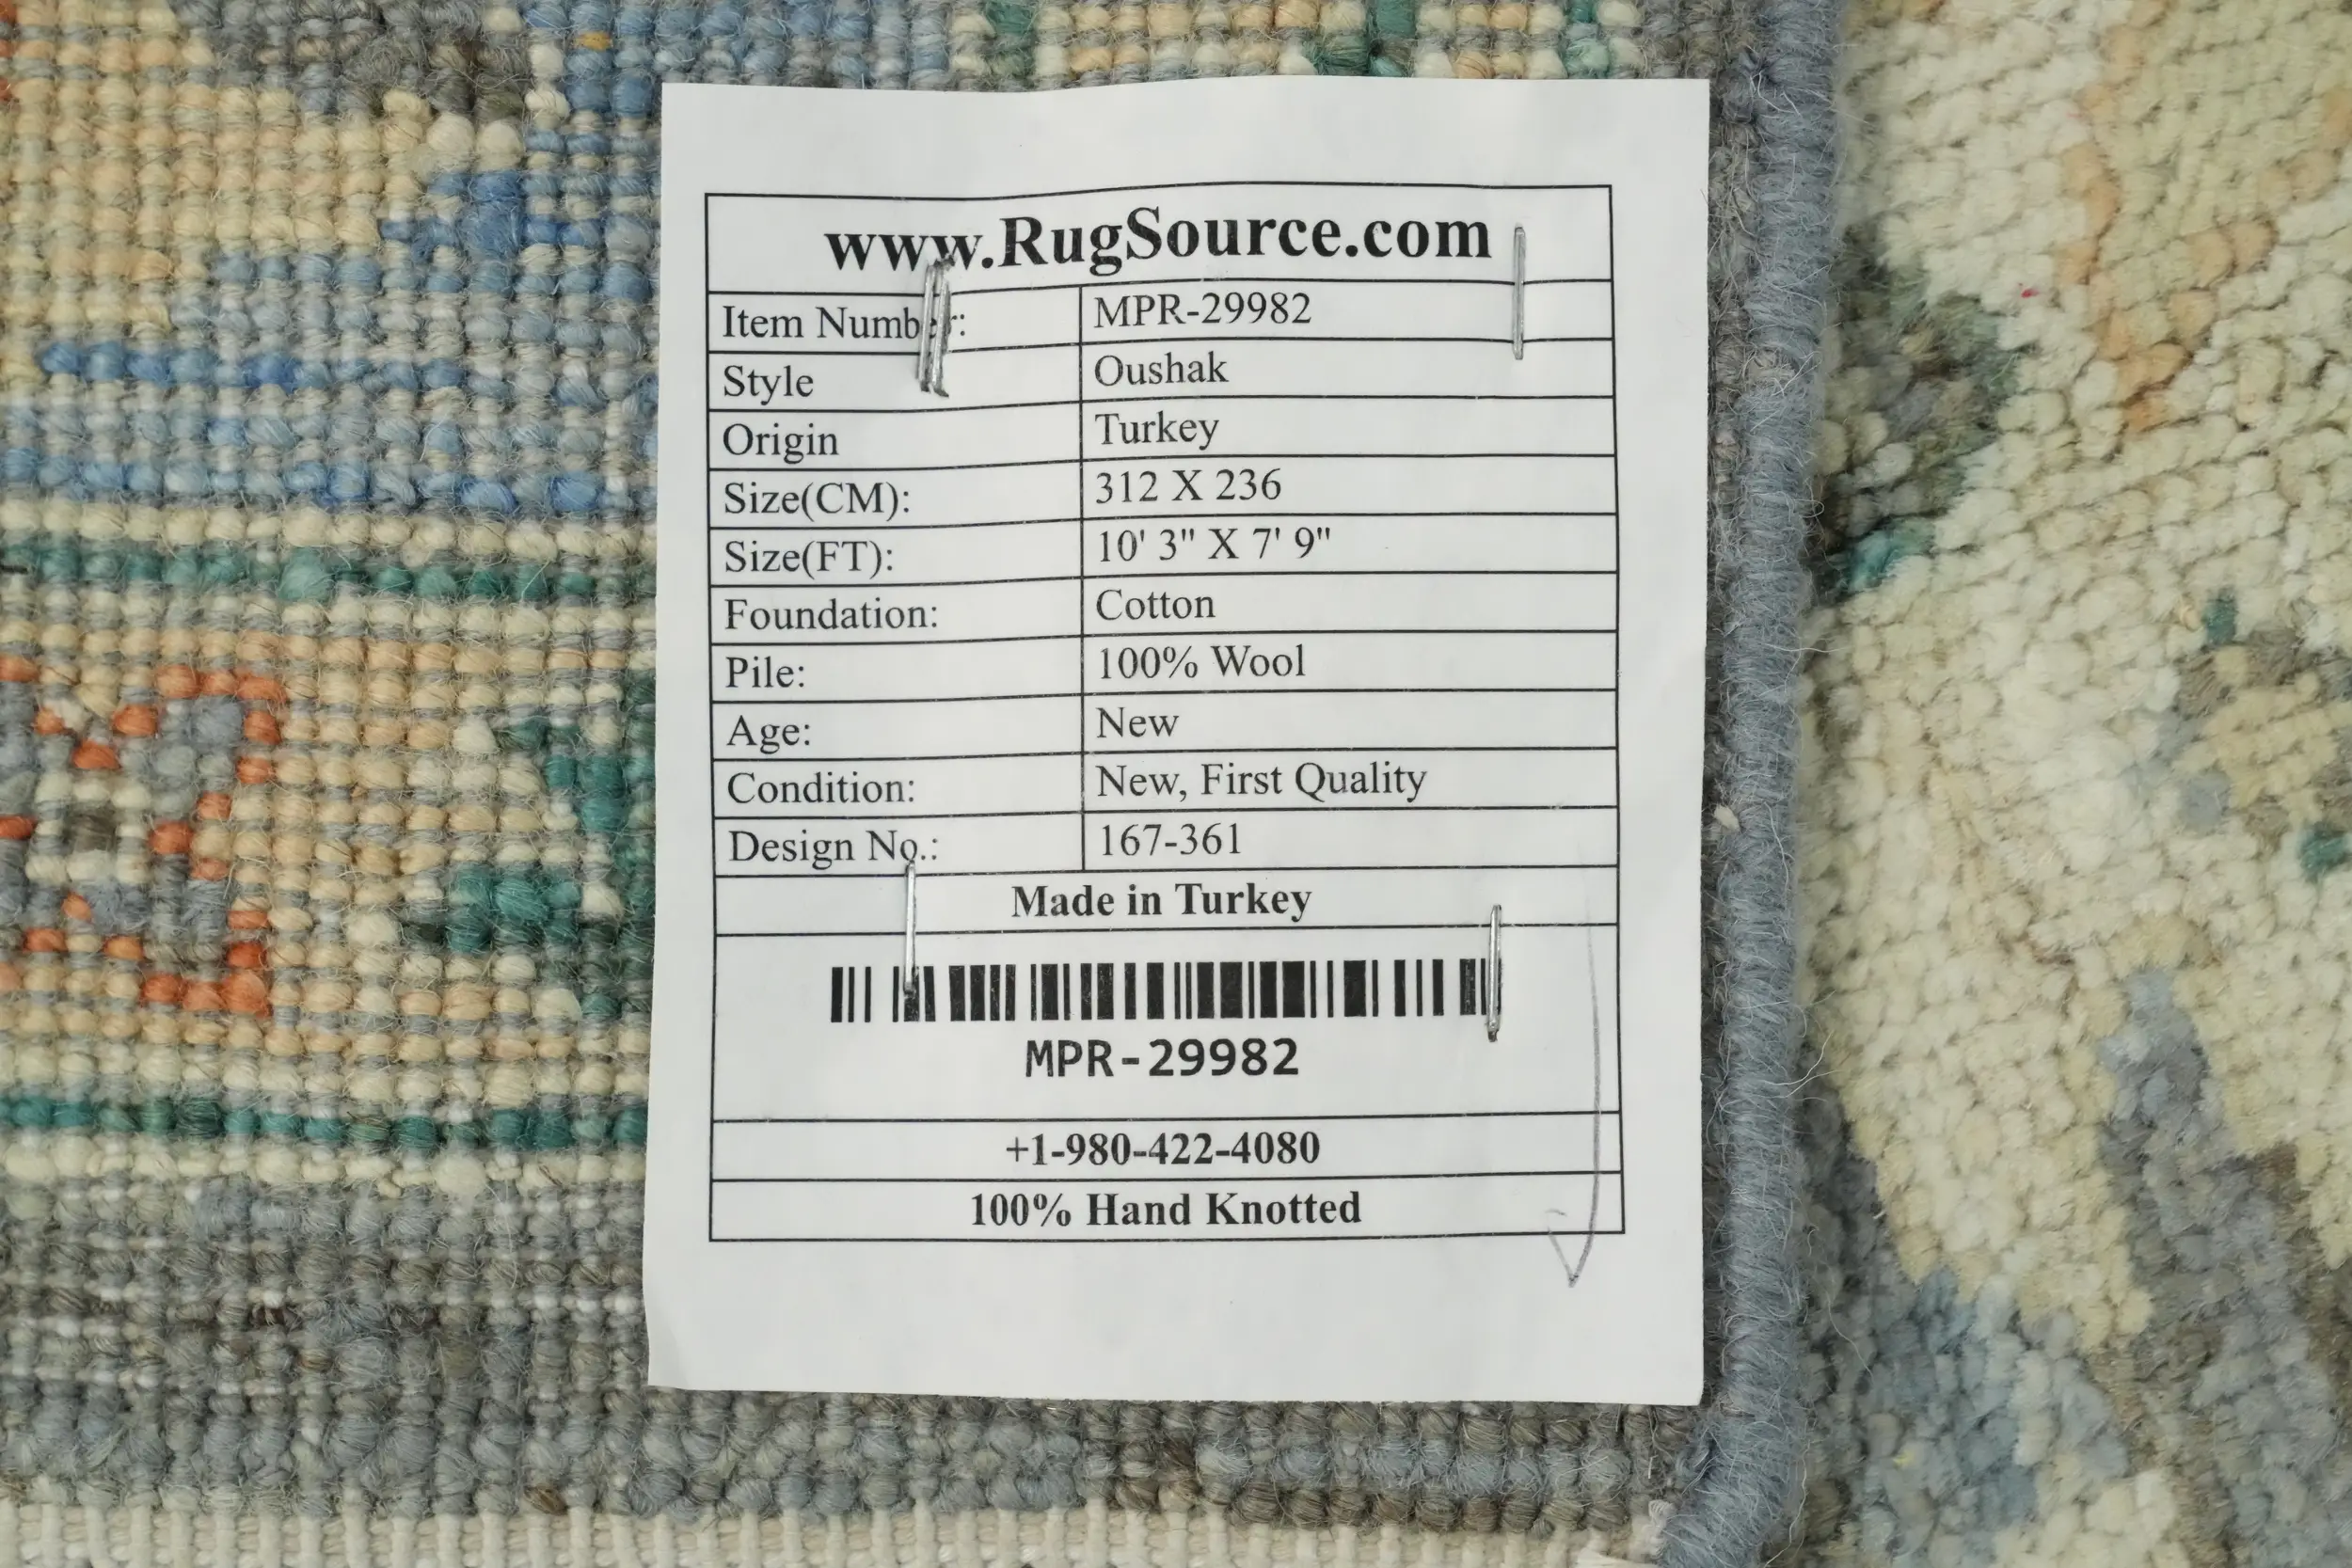 www.RugSource.com
Item Number: MPR-29982
Style Oushak
Origin Turkey
Size(CM): 312 X 236
Size(FT): 10' 3" X 7' 9"
Foundation: Cotton
Pile: 100% Wool
Age: New
Condition: New, First Quality
Design No.: 167-361
Made in Turkey
MPR-29982
+1-980-422-4080
100% Hand Knotted